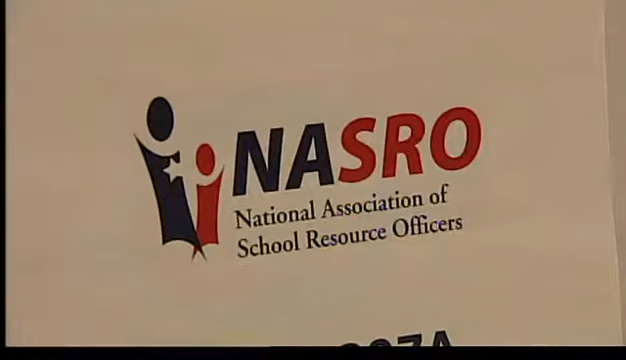 NASRO
National Association of
School Resource Officers